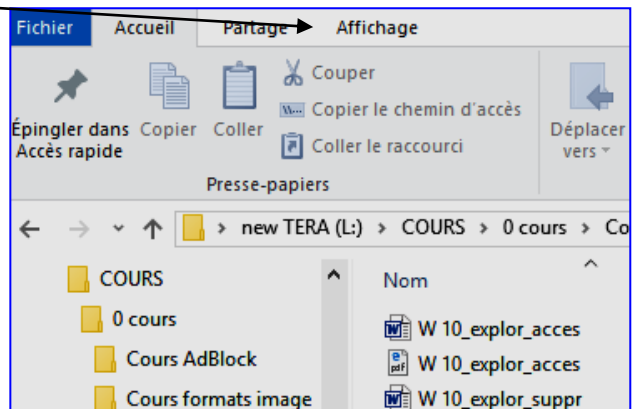 Fichier Accueil Partage Affichage
Couper
Copier le chemin d'accès
Coller le raccourci
Épingler dans Copier Coller Déplacer
Accès rapide vers
Presse-papiers
new TERA (L:) > COURS > 0 cours > Co
COURS Nom
0 cours W 10_explor_acces
Cours AdBlock W 10_explor_acces
Cours formats image W 10_explor_suppr